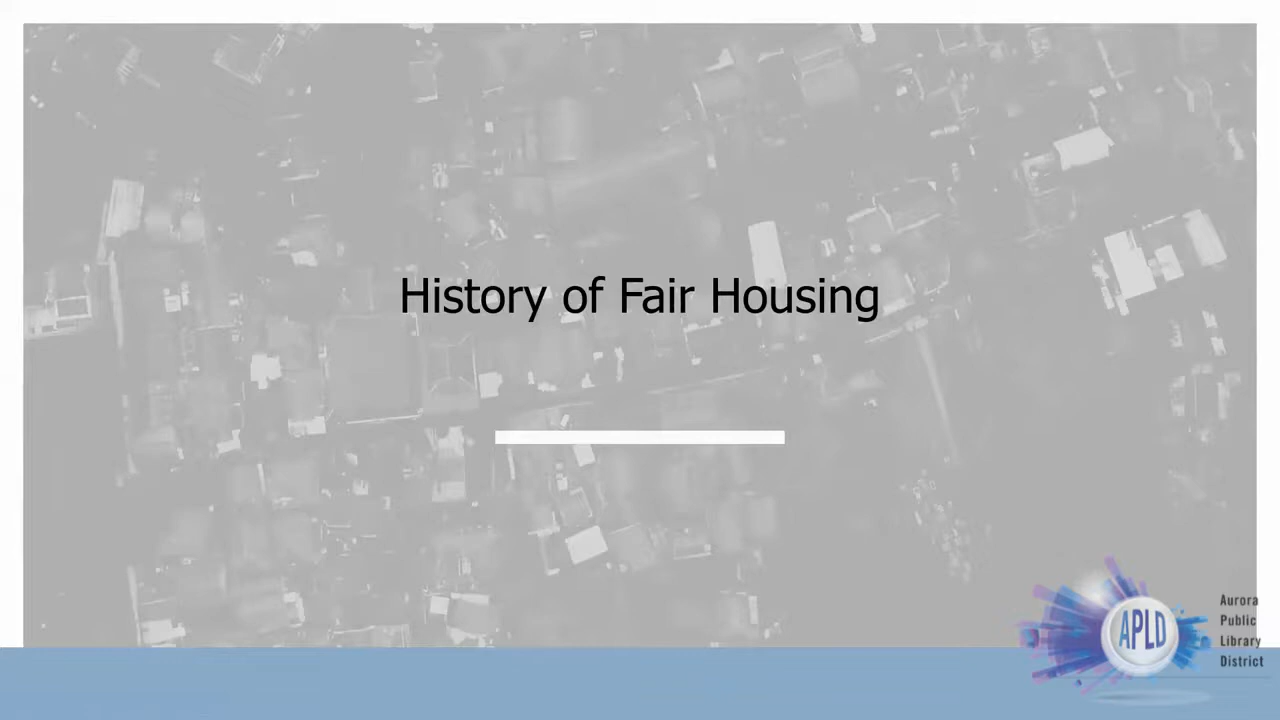 History of Fair Housing
APLD
Aurora
Public
Library
District